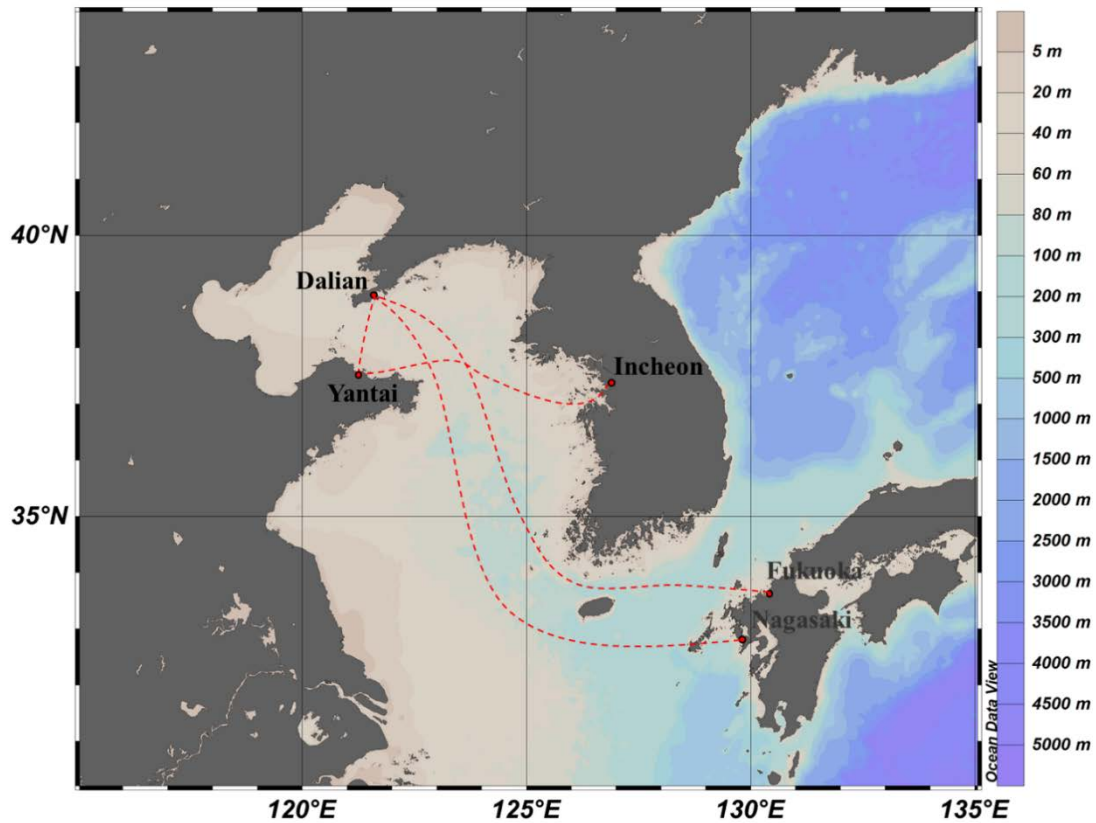 5 m
20 m
40 m
60 m
80 m
100 m
200 m
300 m
500 m
1000 m
1500 m
2000 m
2500 m
3000 m
3500 m
4000 m
4500 m
5000 m
Ocean Data View
40°N
35°N
Dalian
Yantai
Incheon
Fukuoka
Nagasaki
120°E
125°E
130°E
135°E